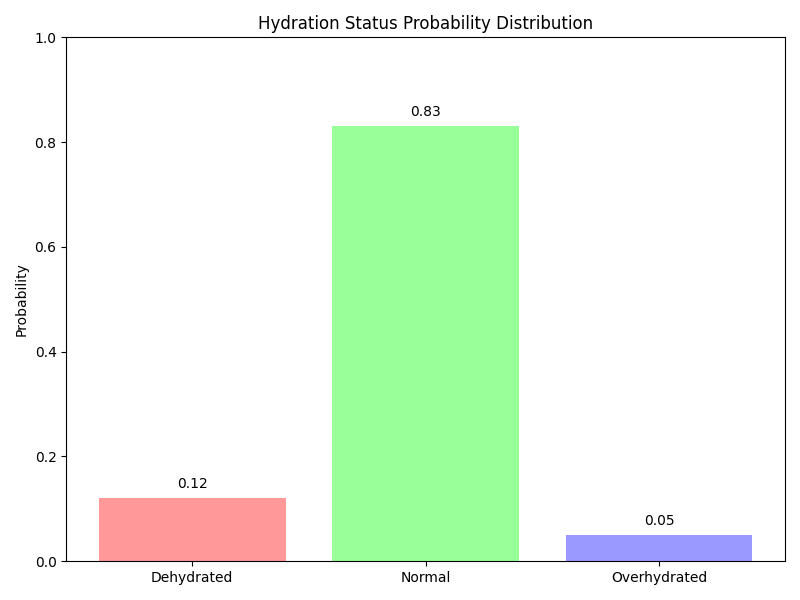 Hydration Status Probability Distribution
Probability
1.0
0.8
0.6
0.4
0.2
0.0
0.12
0.83
0.05
Dehydrated
Normal
Overhydrated